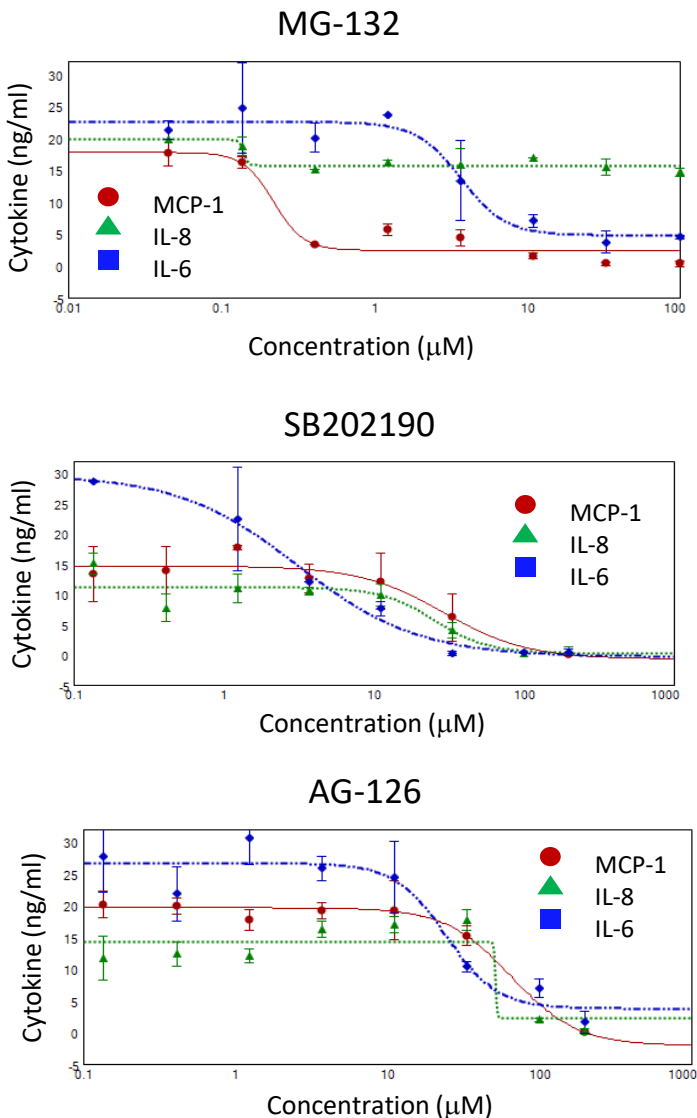 MG-132
Cytokine (ng/ml)
30
25
20
15
10
5
0
-5
MCP-1
IL-8
IL-6
0.01
0.1
1
10
100
Concentration (μM)
SB202190
Cytokine (ng/ml)
30
25
20
15
10
5
0
-5
MCP-1
IL-8
IL-6
0.1
1
10
100
1000
Concentration (μM)
AG-126
Cytokine (ng/ml)
30
25
20
15
10
5
0
-5
MCP-1
IL-8
IL-6
0.1
1
10
100
1000
Concentration (μM)